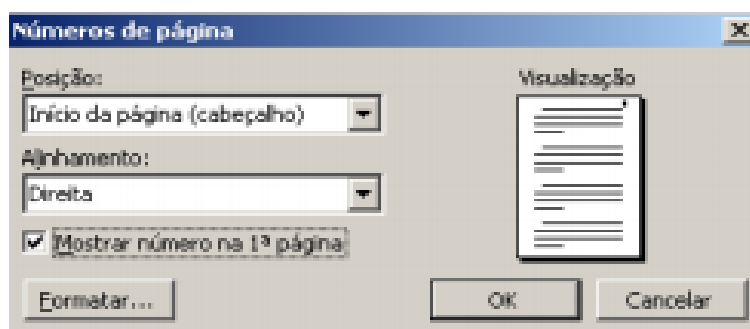 Números de página
Posição:
Visualização
Início da página (cabeçalho)
Alinhamento:
Direita
Mostrar número na 1ª página
Formatar...
OK
Cancelar